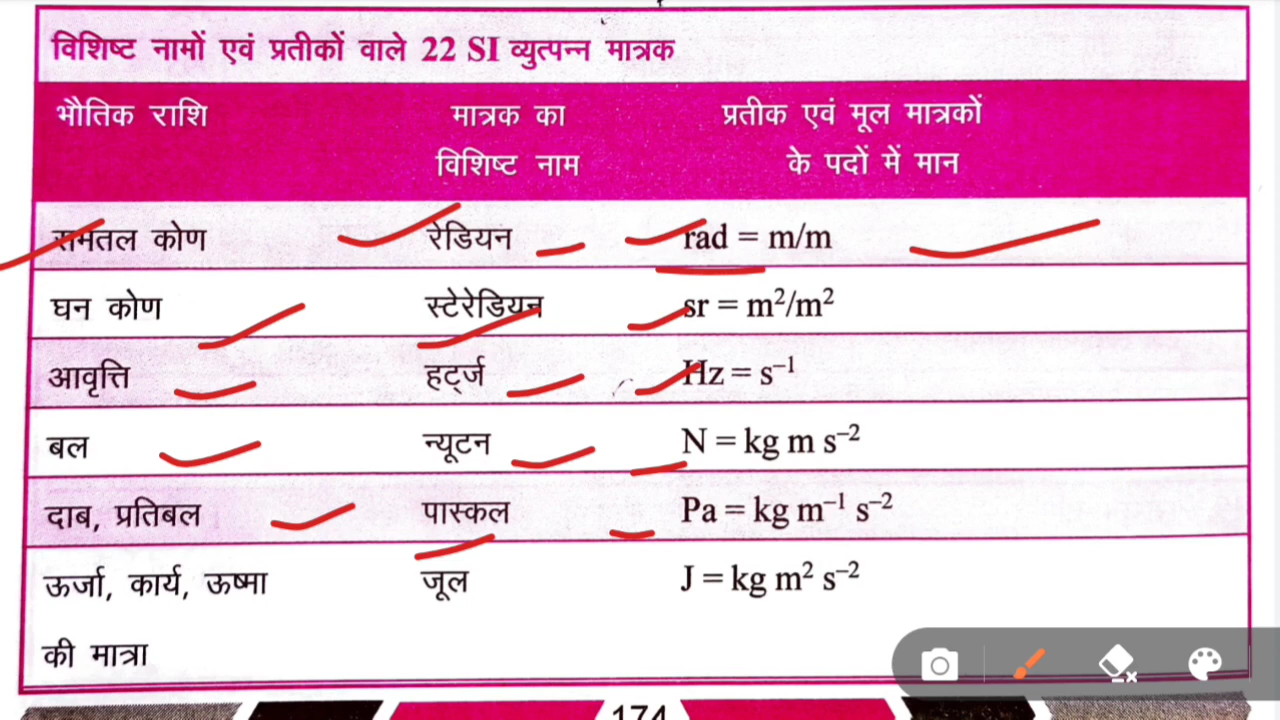 विशिष्ट नामों एवं प्रतीकों वाले 22 SI व्युत्पन्न मात्रक
भौतिक राशि मात्रक का विशिष्ट नाम प्रतीक एवं मूल मात्रकों के पदों में मान
समतल कोण रेडियन rad = m/m
घन कोण स्टेरेडियन sr = m²/m²
आवृत्ति हर्ट्ज Hz = s⁻¹
बल न्यूटन N = kg m s⁻²
दाब, प्रतिबल पास्कल Pa = kg m⁻¹ s⁻²
ऊर्जा, कार्य, ऊष्मा की मात्रा जूल J = kg m² s⁻²
174